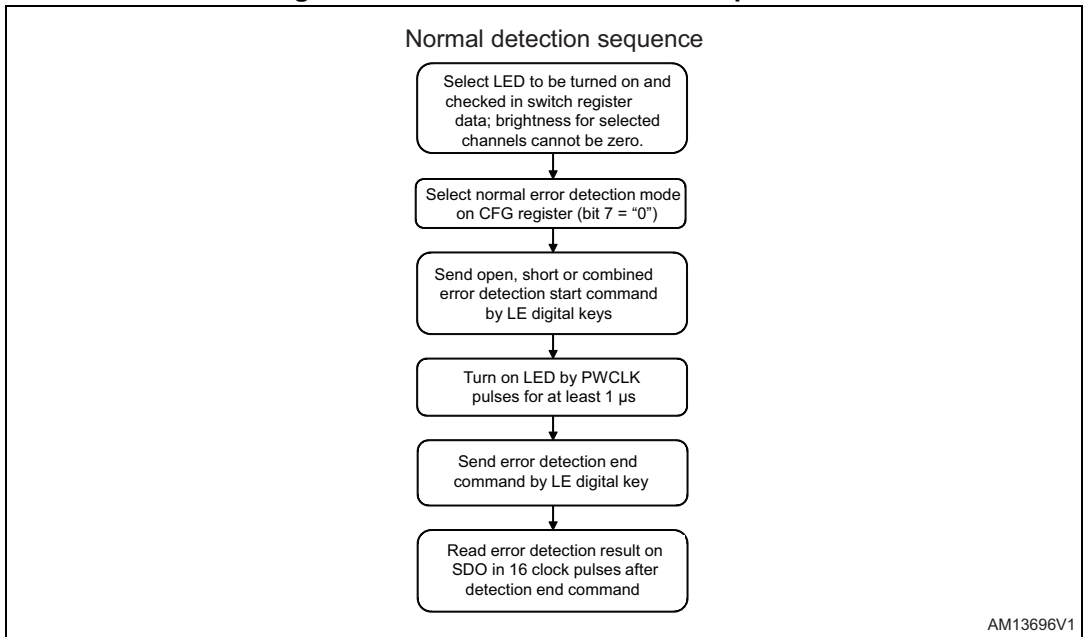 Normal detection sequence
Select LED to be turned on and
checked in switch register
data; brightness for selected
channels cannot be zero.
Select normal error detection mode
on CFG register (bit 7 = “0”)
Send open, short or combined
error detection start command
by LE digital keys
Turn on LED by PWCLK
pulses for at least 1 µs
Send error detection end
command by LE digital key
Read error detection result on
SDO in 16 clock pulses after
detection end command
AM13696V1